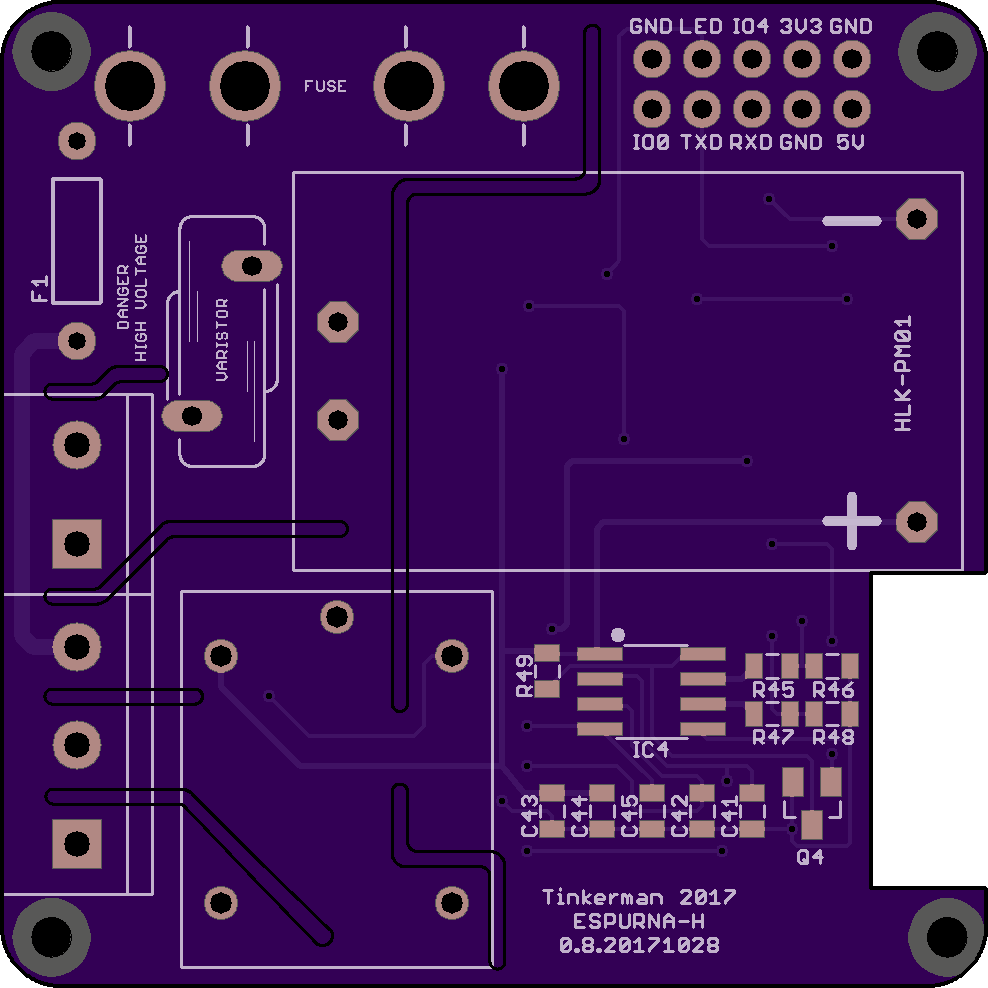 GND LED IO4 3V3 GND
FUSE
IO0 TXD RXD GND 5V
F1
DANGER
HIGH VOLTAGE
VARISTOR
HLK-PM01
R49
IC4
R45 R46
R47 R48
C43 C44 C45 C42 C41
Q4
Tinkerman 2017
ESPURNA-H
0.8.20171028